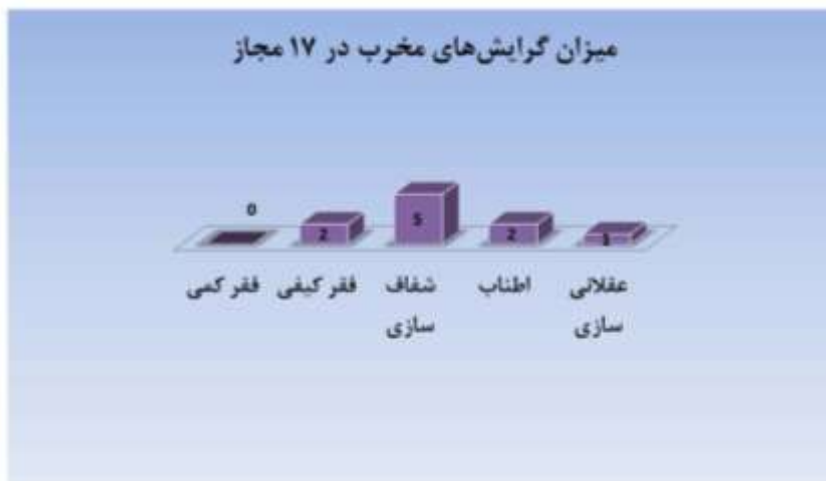 میزان گرایش‌های مخرب در ۱۷ مجاز
0
2
5
2
1
فقر کمی
فقر کیفی
شفاف
سازی
اطناب
عقلانی
سازی